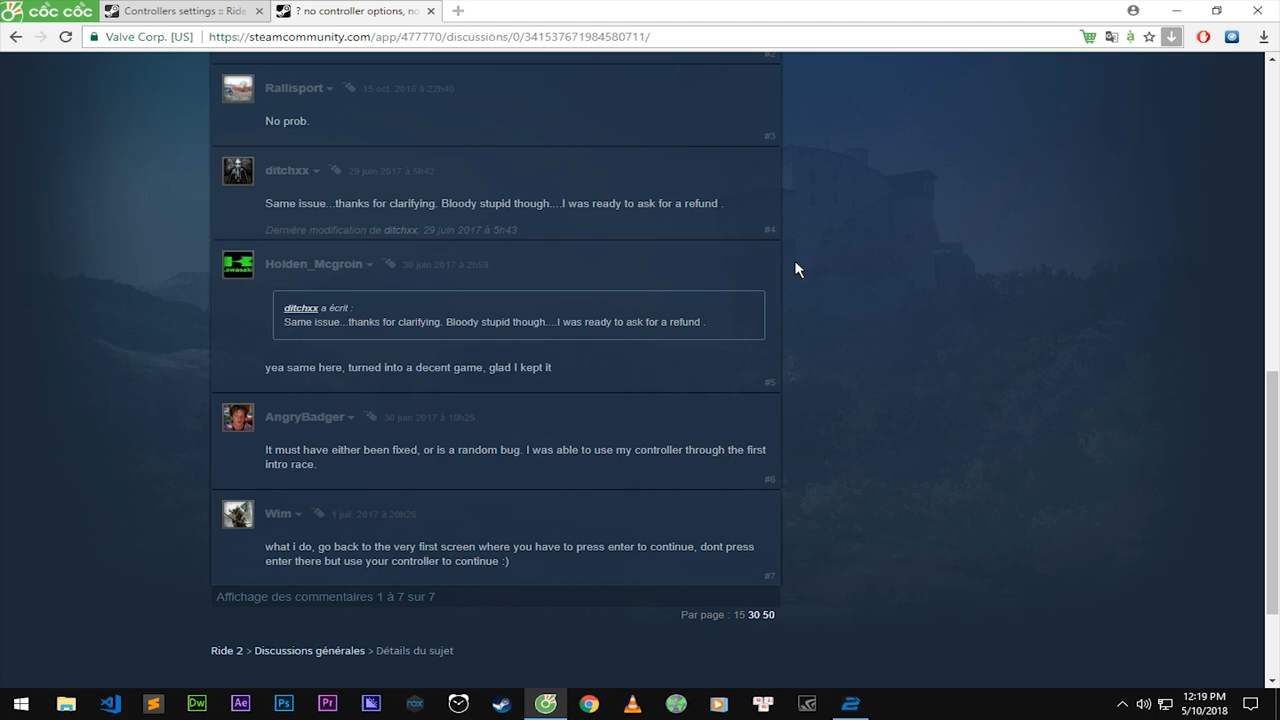 cốc cốc
Controllers settings :: Ride
? no controller options, no
Valve Corp. [US]
https://steamcommunity.com/app/477770/discussions/0/341537671984580711/
#2
Rallisport
15 oct. 2016 à 22h40
No prob.
#3
ditchxx
29 juin 2017 à 5h42
Same issue...thanks for clarifying. Bloody stupid though....I was ready to ask for a refund .
Dernière modification de ditchxx; 29 juin 2017 à 5h43
#4
Holden_Mcgroin
30 juin 2017 à 2h59
ditchxx a écrit :
Same issue...thanks for clarifying. Bloody stupid though....I was ready to ask for a refund .
yea same here, turned into a decent game, glad I kept it
#5
AngryBadger
30 juin 2017 à 19h25
It must have either been fixed, or is a random bug. I was able to use my controller through the first
intro race.
#6
Wim
1 juil. 2017 à 20h26
what i do, go back to the very first screen where you have to press enter to continue, dont press
enter there but use your controller to continue :)
#7
Affichage des commentaires 1 à 7 sur 7
Par page : 15 30 50
Ride 2 > Discussions générales > Détails du sujet
Dw
Ae
Ps
Pr
12:19 PM
5/10/2018